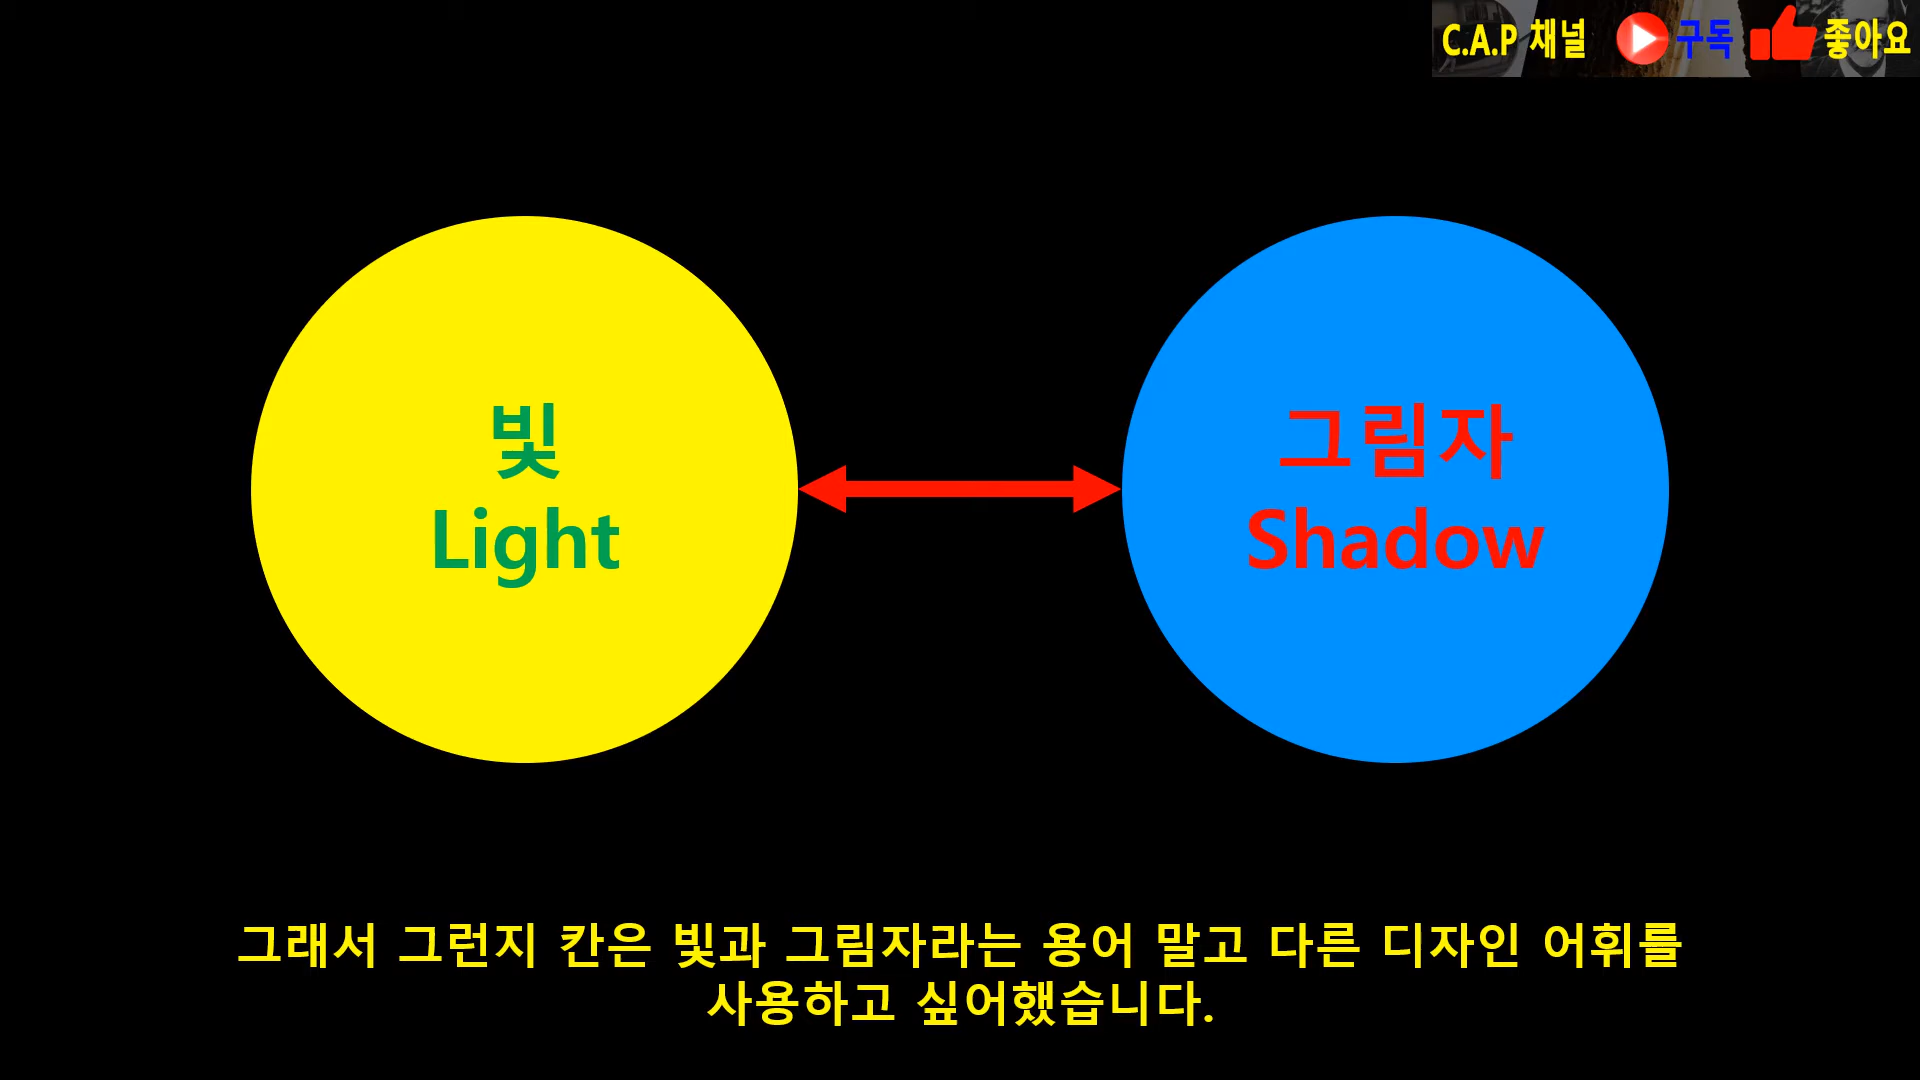 C.A.P 채널 구독 좋아요
빛
Light
그림자
Shadow
그래서 그런지 칸은 빛과 그림자라는 용어 말고 다른 디자인 어휘를
사용하고 싶어했습니다.